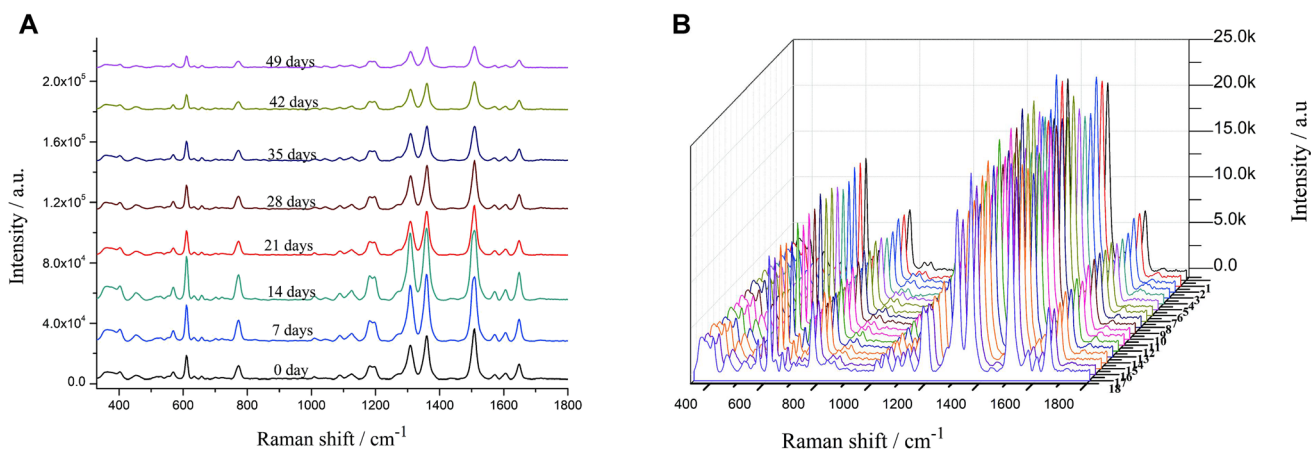 A
Intensity / a.u.
2.0x10⁵
1.6x10⁵
1.2x10⁵
8.0x10⁴
4.0x10⁴
0.0
49 days
42 days
35 days
28 days
21 days
14 days
7 days
0 day
400 600 800 1000 1200 1400 1600 1800
Raman shift / cm⁻¹
B
25.0k
20.0k
15.0k
10.0k
5.0k
0.0
Intensity / a.u
400 600 800 1000 1200 1400 1600 1800
Raman shift / cm⁻¹